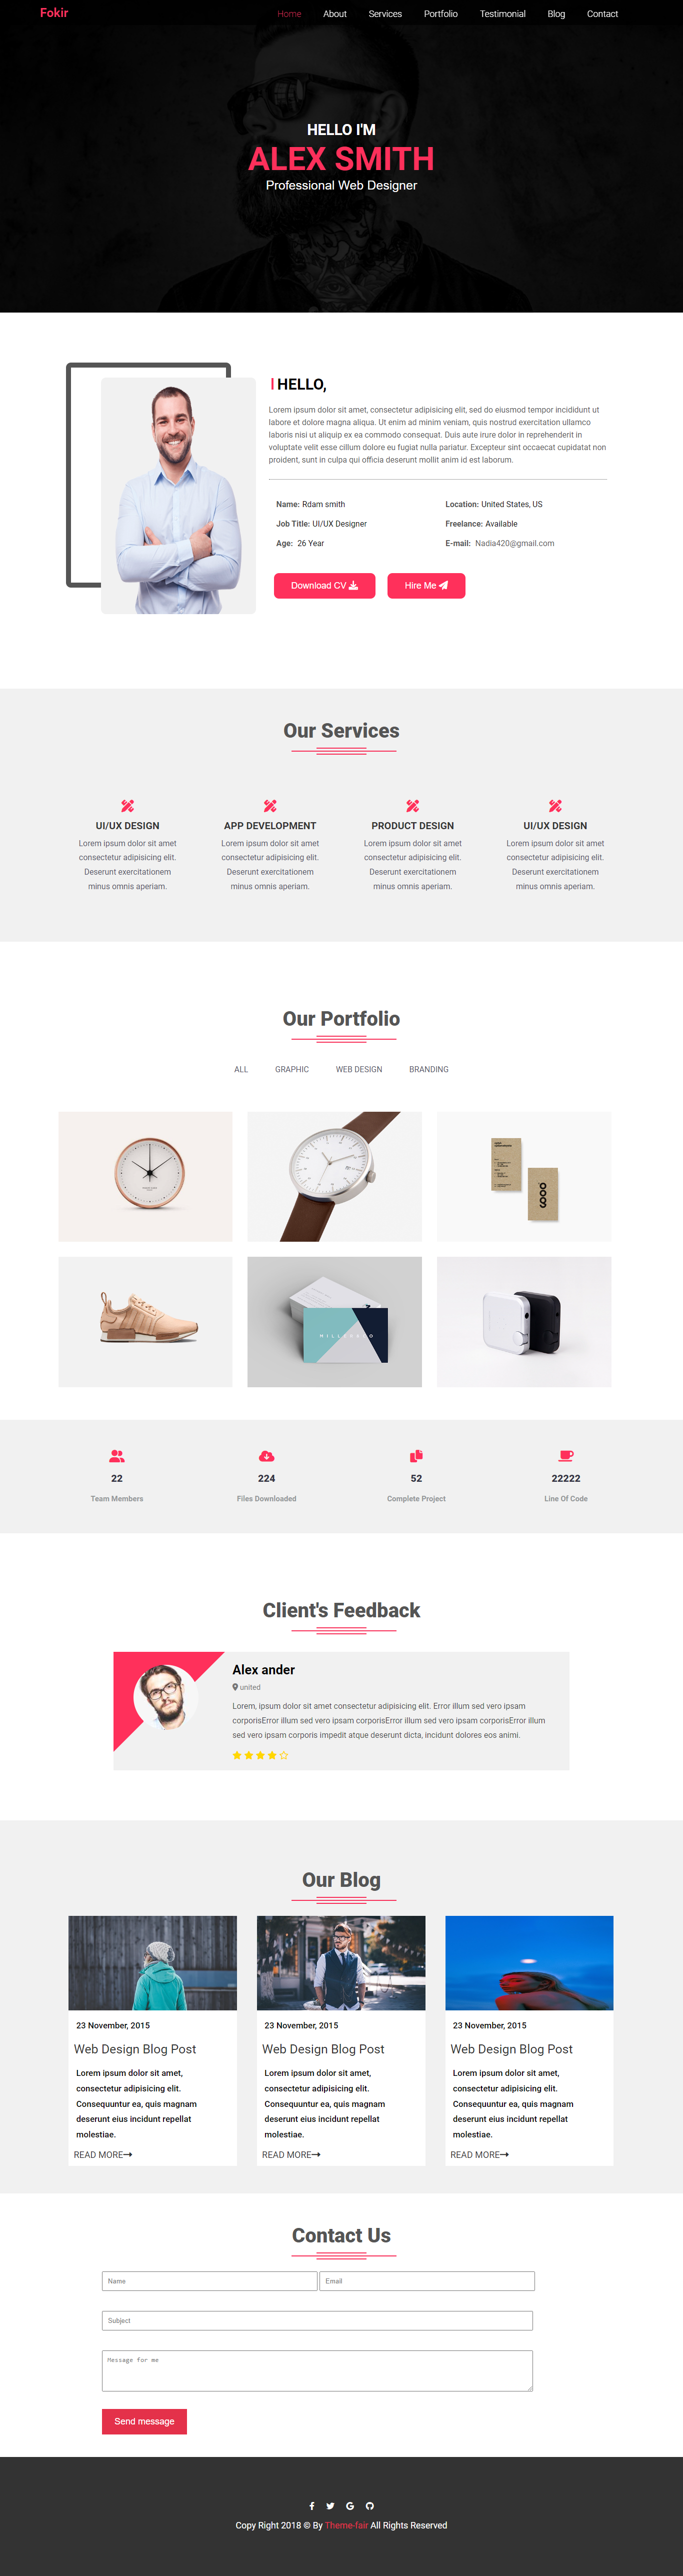 Fokir
Home About Services Portfolio Testimonial Blog Contact
HELLO I'M
ALEX SMITH
Professional Web Designer
HELLO,
Lorem ipsum dolor sit amet, consectetur adipisicing elit, sed do eiusmod tempor incididunt ut
labore et dolore magna aliqua. Ut enim ad minim veniam, quis nostrud exercitation ullamco
laboris nisi ut aliquip ex ea commodo consequat. Duis aute irure dolor in reprehenderit in
voluptate velit esse cillum dolore eu fugiat nulla pariatur. Excepteur sint occaecat cupidatat non
proident, sunt in culpa qui officia deserunt mollit anim id est laborum.
Name: Rdam smith Location: United States, US
Job Title: UI/UX Designer Freelance: Available
Age: 26 Year E-mail: Nadia420@gmail.com
Download CV Hire Me
Our Services
UI/UX DESIGN APP DEVELOPMENT PRODUCT DESIGN UI/UX DESIGN
Lorem ipsum dolor sit amet Lorem ipsum dolor sit amet Lorem ipsum dolor sit amet Lorem ipsum dolor sit amet
consectetur adipisicing elit. consectetur adipisicing elit. consectetur adipisicing elit. consectetur adipisicing elit.
Deserunt exercitationem Deserunt exercitationem Deserunt exercitationem Deserunt exercitationem
minus omnis aperiam. minus omnis aperiam. minus omnis aperiam. minus omnis aperiam.
Our Portfolio
ALL GRAPHIC WEB DESIGN BRANDING
22 224 52 22222
Team Members Files Downloaded Complete Project Line Of Code
Client's Feedback
Alex ander
united
Lorem, ipsum dolor sit amet consectetur adipisicing elit. Error illum sed vero ipsam
corporisError illum sed vero ipsam corporisError illum sed vero ipsam corporisError illum
sed vero ipsam corporis impedit atque deserunt dicta, incidunt dolores eos animi.
Our Blog
23 November, 2015 23 November, 2015 23 November, 2015
Web Design Blog Post Web Design Blog Post Web Design Blog Post
Lorem ipsum dolor sit amet, Lorem ipsum dolor sit amet, Lorem ipsum dolor sit amet,
consectetur adipisicing elit. consectetur adipisicing elit. consectetur adipisicing elit.
Consequuntur ea, quis magnam Consequuntur ea, quis magnam Consequuntur ea, quis magnam
deserunt eius incidunt repellat deserunt eius incidunt repellat deserunt eius incidunt repellat
molestiae. molestiae. molestiae.
READ MORE READ MORE READ MORE
Contact Us
Name Email
Subject
Message for me
Send message
Copy Right 2018 © By Theme-fair All Rights Reserved